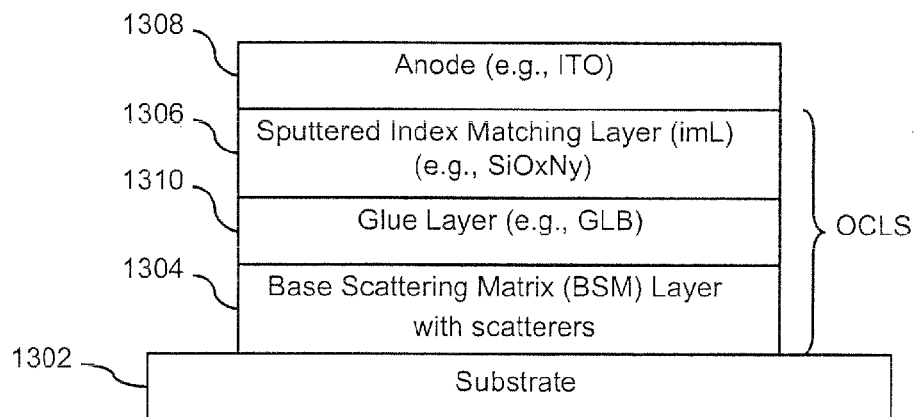 1308
Anode (e.g., ITO)
1306
Sputtered Index Matching Layer (imL)
(e.g., SiOxNy)
1310
Glue Layer (e.g., GLB)
OCLS
1304
Base Scattering Matrix (BSM) Layer
with scatterers
1302
Substrate